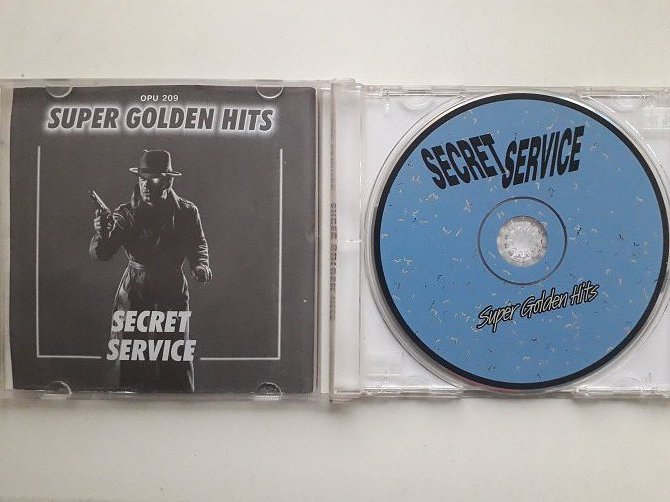 OPU 209
SUPER GOLDEN HITS
SECRET
SERVICE
SECRET SERVICE
Super Golden Hits